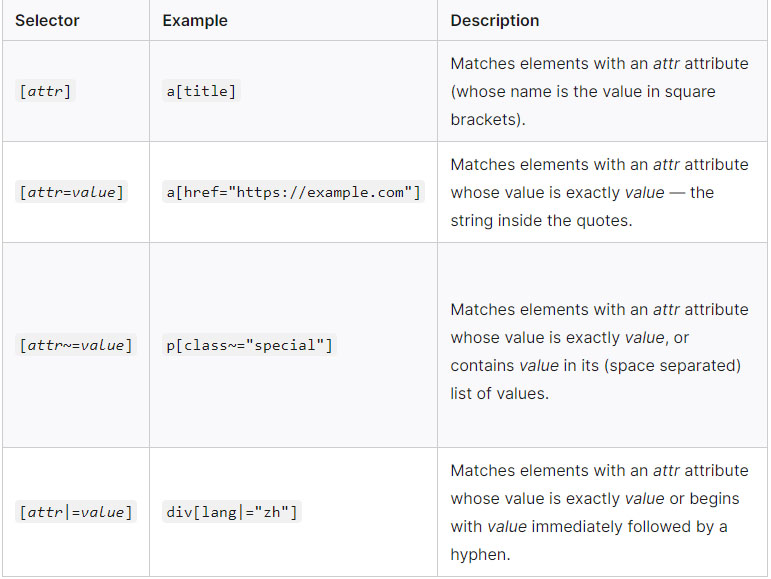 Selector Example Description
[attr] a[title] Matches elements with an attr attribute
(whose name is the value in square
brackets).
[attr=value] a[href="https://example.com"] Matches elements with an attr attribute
whose value is exactly value — the
string inside the quotes.
[attr~=value] p[class~="special"] Matches elements with an attr attribute
whose value is exactly value, or
contains value in its (space separated)
list of values.
[attr|=value] div[lang|="zh"] Matches elements with an attr attribute
whose value is exactly value or begins
with value immediately followed by a
hyphen.